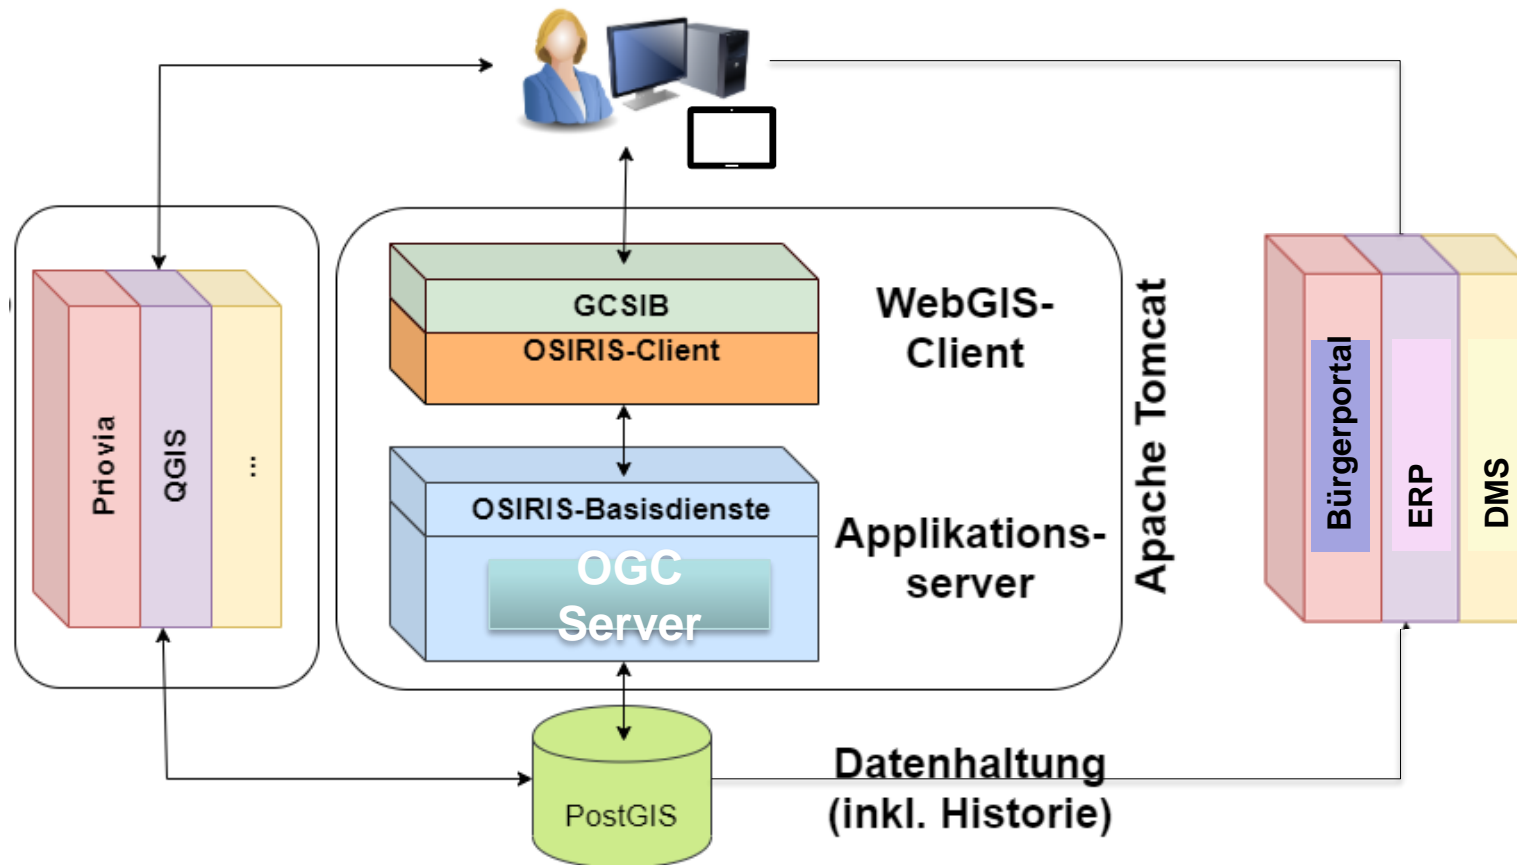 GCSIB
OSIRIS-Client
WebGIS-
Client
Apache Tomcat
Priovia
QGIS
...
OSIRIS-Basisdienste
OGC
Server
Applikations-
server
Bürgerportal
ERP
DMS
PostGIS
Datenhaltung
(inkl. Historie)